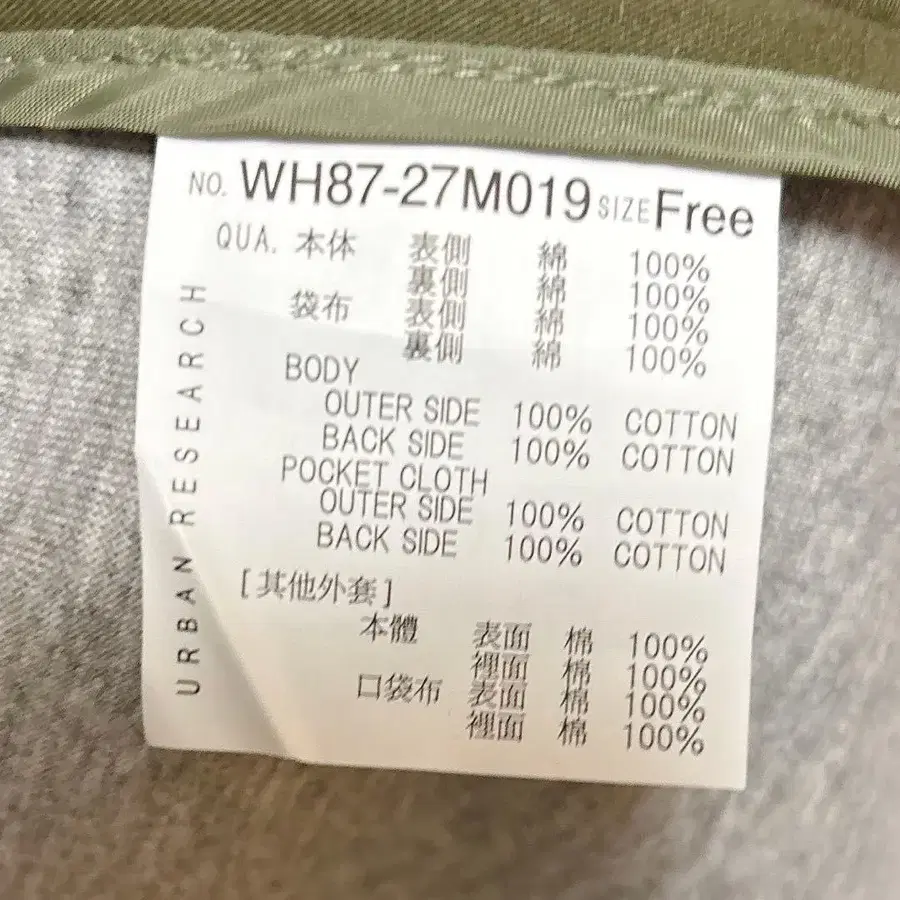 NO. WH87-27M019 SIZE Free
QUA. 本体 表側 綿 100%
裏側 綿 100%
袋布 表側 綿 100%
裏側 綿 100%
BODY
OUTER SIDE 100% COTTON
BACK SIDE 100% COTTON
POCKET CLOTH
OUTER SIDE 100% COTTON
BACK SIDE 100% COTTON
[其他外套]
本體 表面 棉 100%
裡面 棉 100%
口袋布 表面 棉 100%
裡面 棉 100%
URBAN RESEARCH